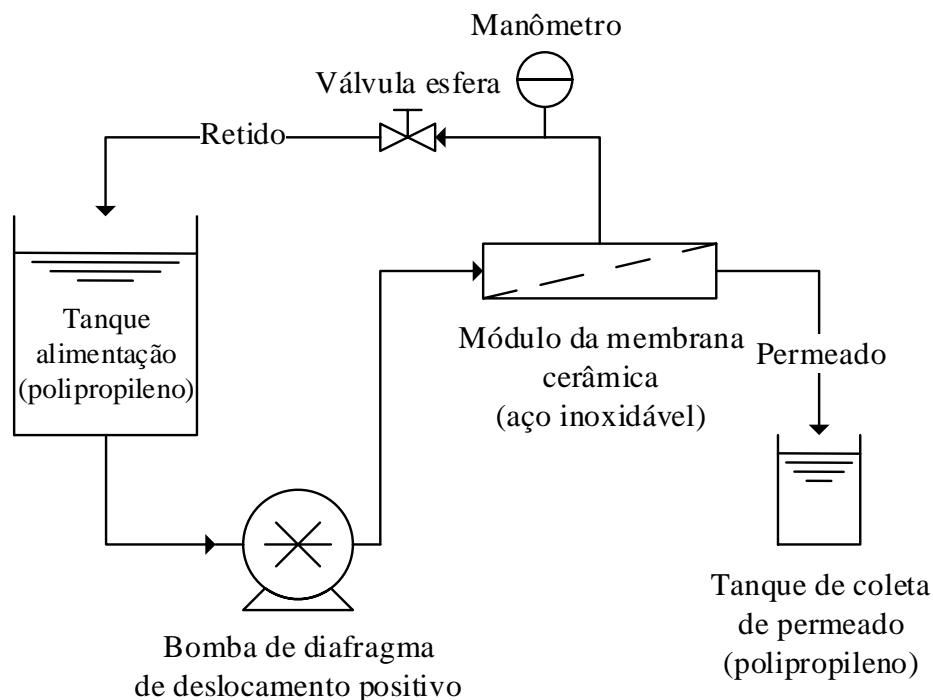 Manômetro
Válvula esfera
Retido
Tanque
alimentação
(polipropileno)
Módulo da membrana
cerâmica
(aço inoxidável)
Permeado
Bomba de diafragma
de deslocamento positivo
Tanque de coleta
de permeado
(polipropileno)